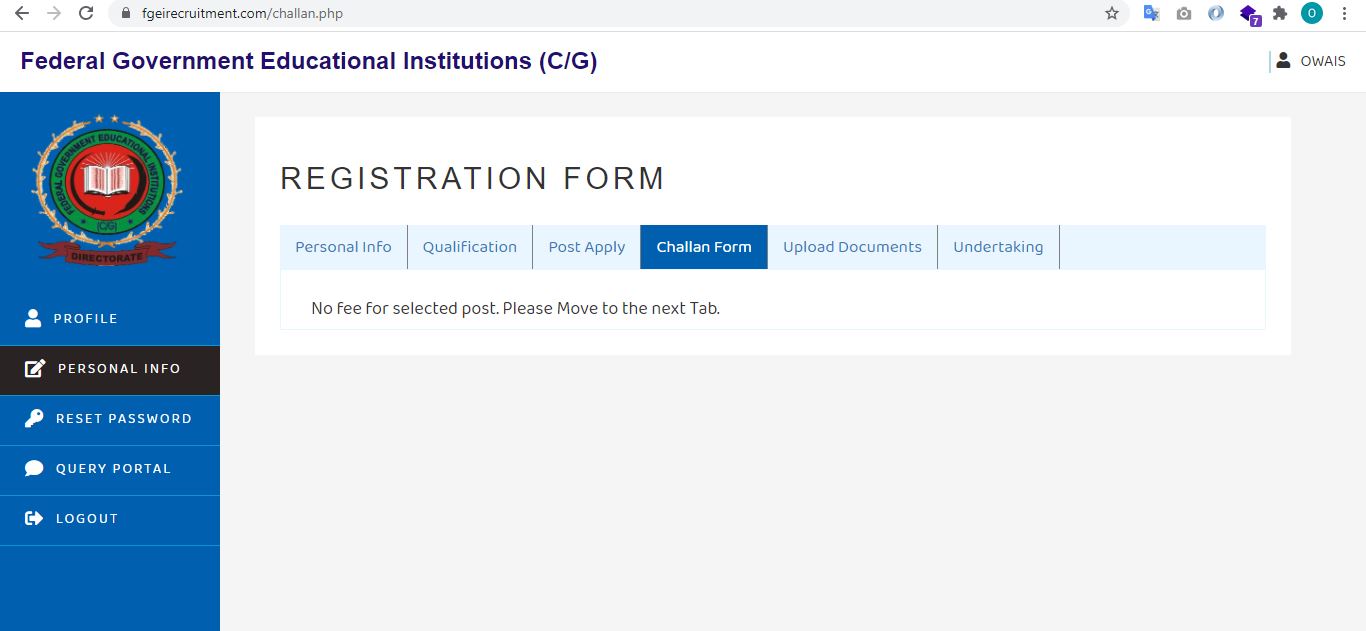 fgeirecruitment.com/challan.php
7
O
Federal Government Educational Institutions (C/G)
OWAIS
FEDERAL GOVERNMENT EDUCATIONAL INSTITUTIONS
(C/G)
DIRECTORATE
PROFILE
PERSONAL INFO
RESET PASSWORD
QUERY PORTAL
LOGOUT
REGISTRATION FORM
Personal Info Qualification Post Apply Challan Form Upload Documents Undertaking
No fee for selected post. Please Move to the next Tab.